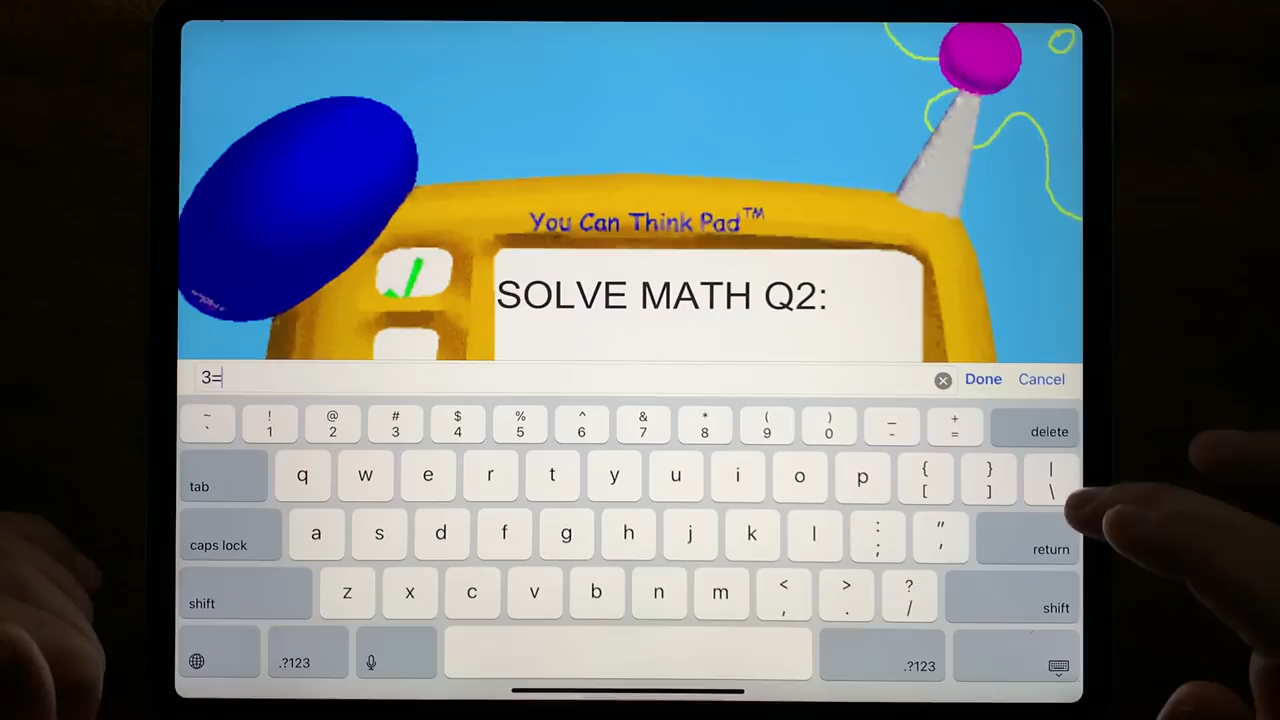 You Can Think Pad™
SOLVE MATH Q2:
3=
Done Cancel
~ ! @ # $ % ^ & * ( ) _ +
` 1 2 3 4 5 6 7 8 9 0 - = delete
tab q w e r t y u i o p { [ } ] | \
caps lock a s d f g h j k l : ; " ' return
shift z x c v b n m < , > . ? / shift
.?123 .?123